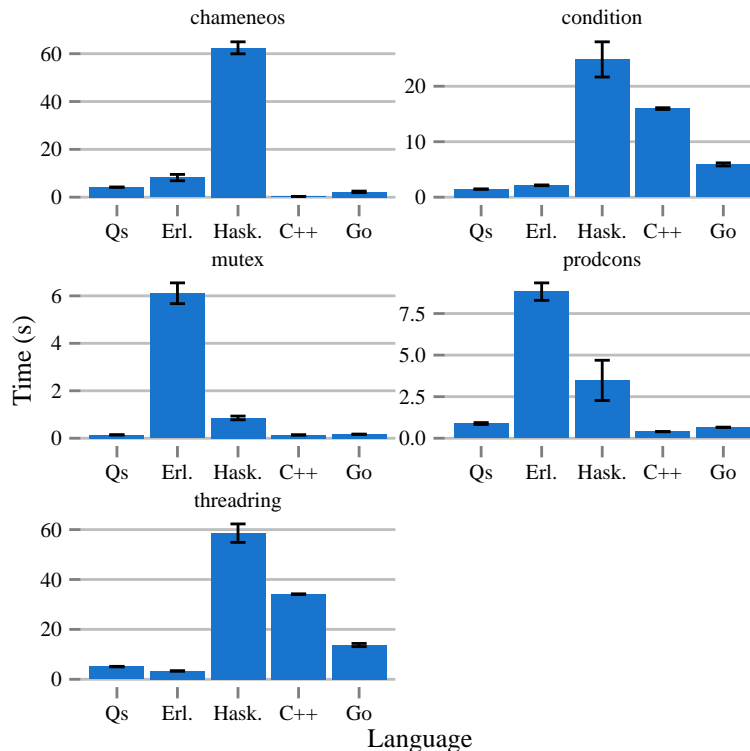 chameneos
60
40
20
0
Qs Erl. Hask. C++ Go
condition
20
10
0
Qs Erl. Hask. C++ Go
mutex
6
4
2
0
Qs Erl. Hask. C++ Go
prodcons
7.5
5.0
2.5
0.0
Qs Erl. Hask. C++ Go
threadring
60
40
20
0
Qs Erl. Hask. C++ Go
Time (s)
Language